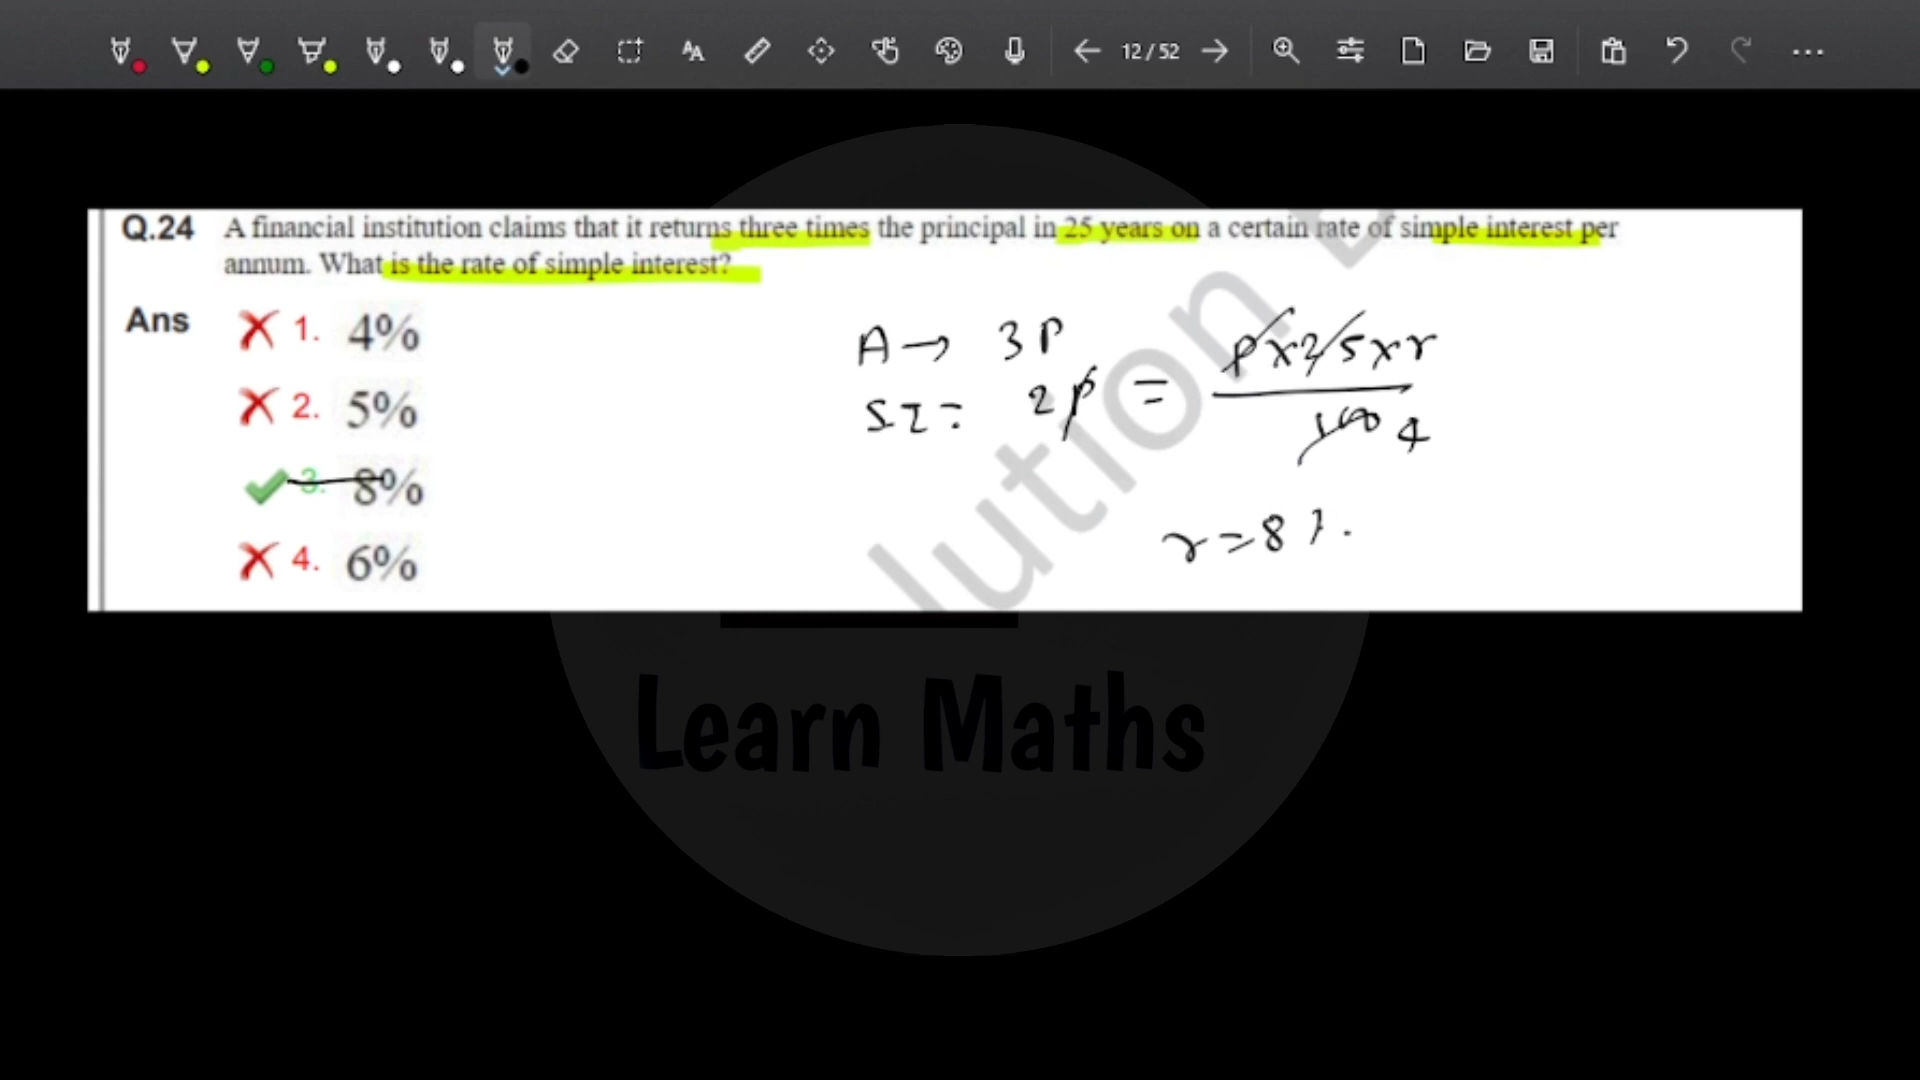 12 / 52
Q.24 A financial institution claims that it returns three times the principal in 25 years on a certain rate of simple interest per
annum. What is the rate of simple interest?
Ans
1. 4%
2. 5%
3. 8%
4. 6%
A → 3P
SI = 2P = P×25×r
100 4
r = 8%.
lution
Learn Maths